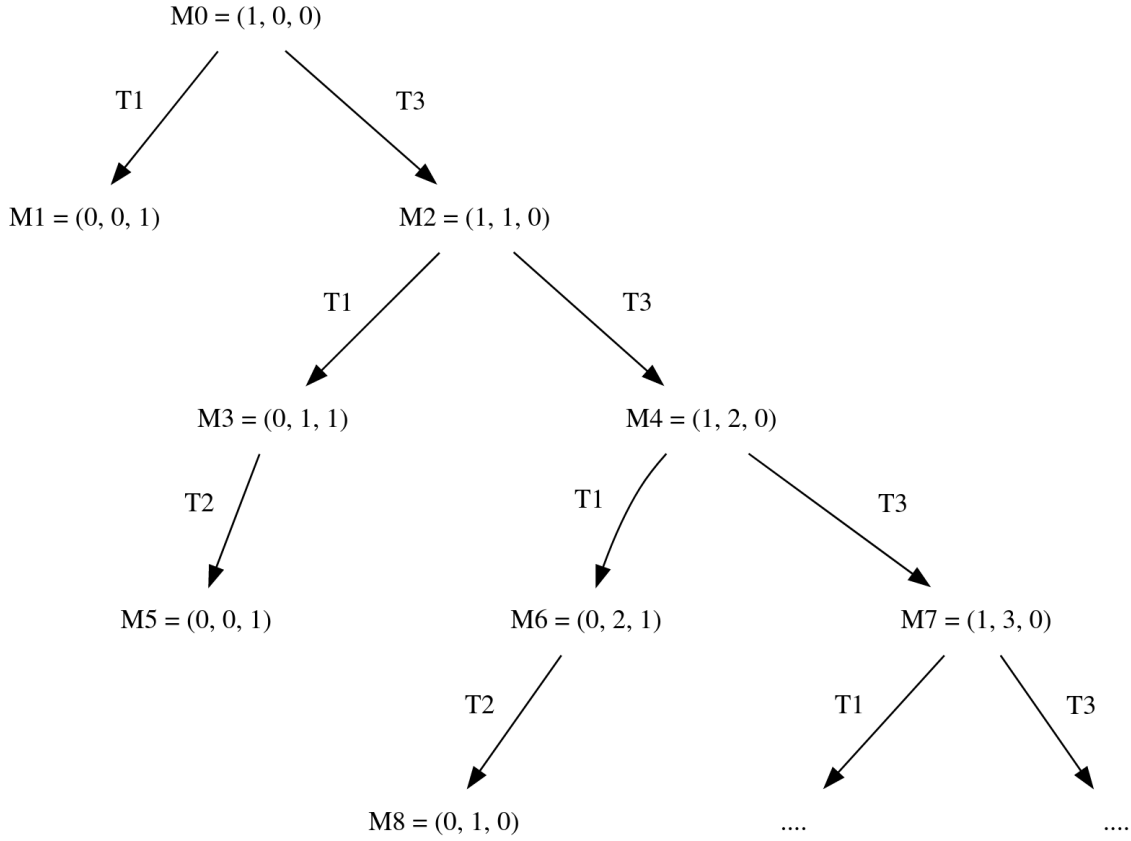 M0 = (1, 0, 0)
T1
T3
M1 = (0, 0, 1)
M2 = (1, 1, 0)
T1
T3
M3 = (0, 1, 1)
M4 = (1, 2, 0)
T2
T1
T3
M5 = (0, 0, 1)
M6 = (0, 2, 1)
M7 = (1, 3, 0)
T2
T1
T3
M8 = (0, 1, 0)
....
....